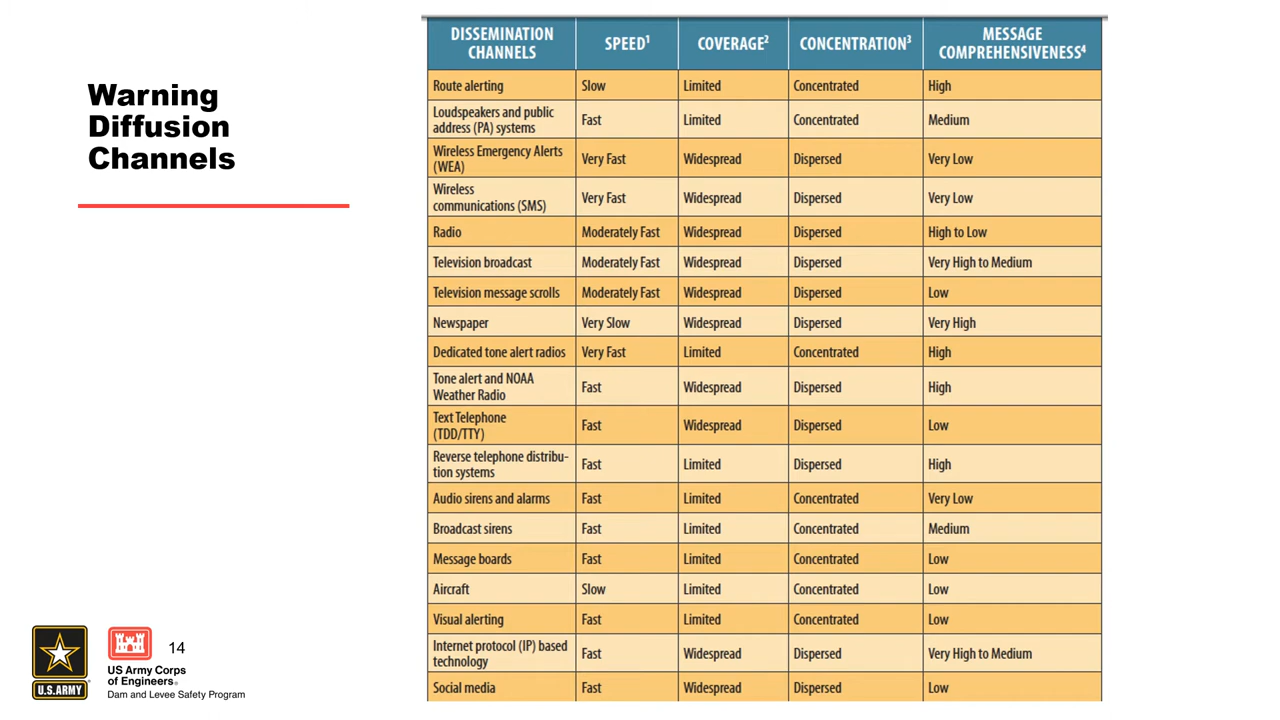 Warning
Diffusion
Channels
DISSEMINATION CHANNELS | SPEED¹ | COVERAGE² | CONCENTRATION³ | MESSAGE COMPREHENSIVENESS⁴
Route alerting | Slow | Limited | Concentrated | High
Loudspeakers and public address (PA) systems | Fast | Limited | Concentrated | Medium
Wireless Emergency Alerts (WEA) | Very Fast | Widespread | Dispersed | Very Low
Wireless communications (SMS) | Very Fast | Widespread | Dispersed | Very Low
Radio | Moderately Fast | Widespread | Dispersed | High to Low
Television broadcast | Moderately Fast | Widespread | Dispersed | Very High to Medium
Television message scrolls | Moderately Fast | Widespread | Dispersed | Low
Newspaper | Very Slow | Widespread | Dispersed | Very High
Dedicated tone alert radios | Very Fast | Limited | Concentrated | High
Tone alert and NOAA Weather Radio | Fast | Widespread | Dispersed | High
Text Telephone (TDD/TTY) | Fast | Widespread | Dispersed | Low
Reverse telephone distribu-tion systems | Fast | Limited | Dispersed | High
Audio sirens and alarms | Fast | Limited | Concentrated | Very Low
Broadcast sirens | Fast | Limited | Concentrated | Medium
Message boards | Fast | Limited | Concentrated | Low
Aircraft | Slow | Limited | Concentrated | Low
Visual alerting | Fast | Limited | Concentrated | Low
Internet protocol (IP) based technology | Fast | Widespread | Dispersed | Very High to Medium
Social media | Fast | Widespread | Dispersed | Low
U.S.ARMY
14
US Army Corps
of Engineers®
Dam and Levee Safety Program